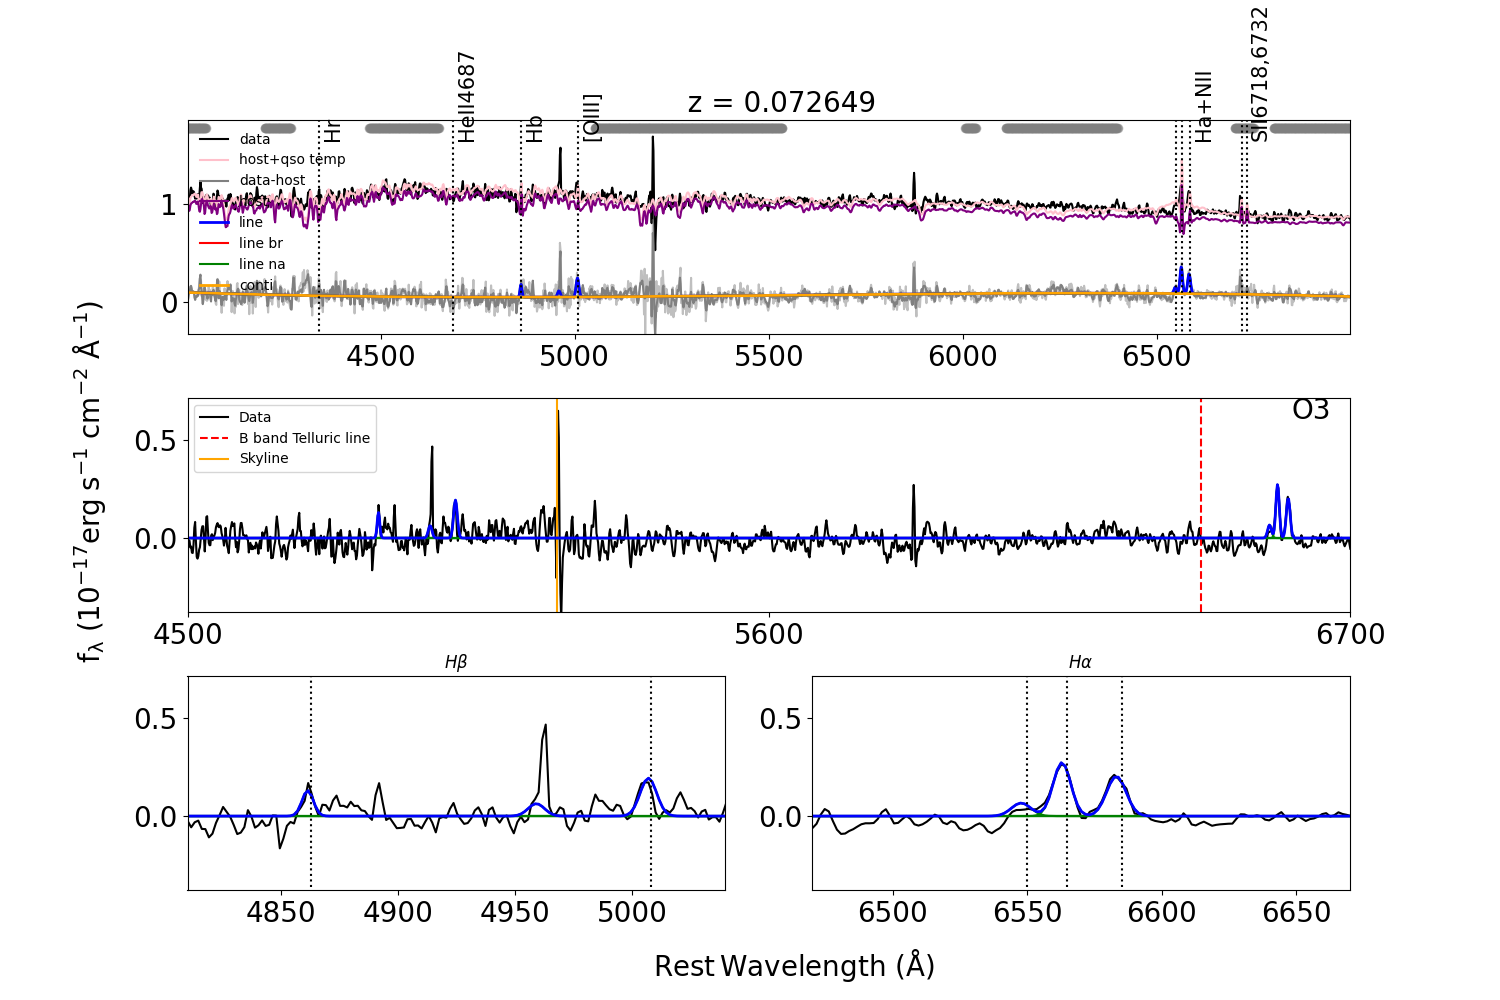 z = 0.072649
Hr
HeII4687
Hb
[OIII]
Ha+NII
SII6718,6732
data
host+qso temp
data-host
host
line
line br
line na
conti
1
0
4500 5000 5500 6000 6500
fλ (10⁻¹⁷erg s⁻¹ cm⁻² Å⁻¹)
O3
Data
B band Telluric line
Skyline
0.5
0.0
4500 5600 6700
Hβ
0.5
0.0
4850 4900 4950 5000
Hα
0.5
0.0
6500 6550 6600 6650
Rest Wavelength (Å)